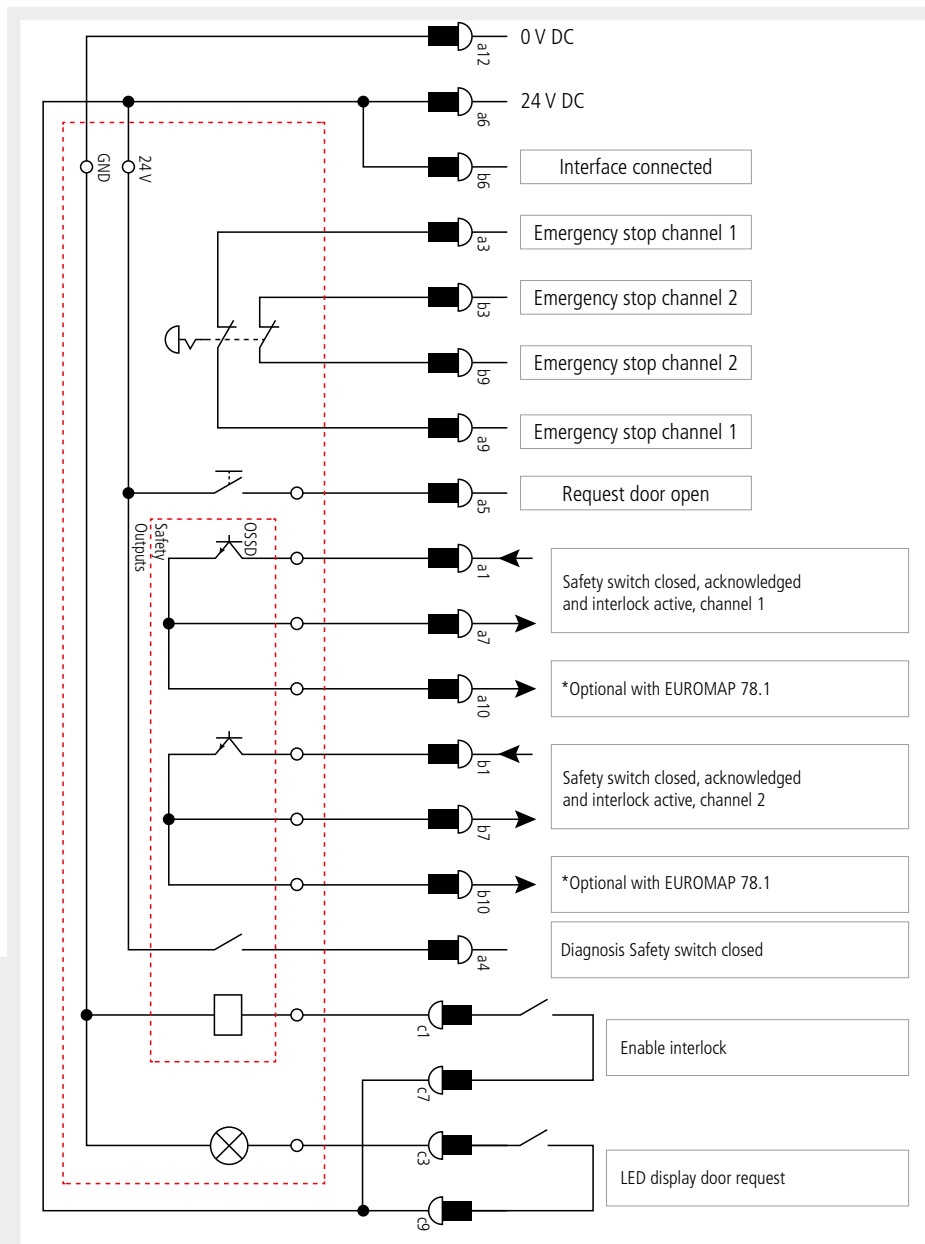 0 V DC
a12
24 V DC
a6
GND
24 V
Interface connected
b6
Emergency stop channel 1
a3
Emergency stop channel 2
b3
Emergency stop channel 2
b9
Emergency stop channel 1
a9
Request door open
a5
Safety
Outputs
OSSD
a1
Safety switch closed, acknowledged
and interlock active, channel 1
a7
*Optional with EUROMAP 78.1
a10
b1
Safety switch closed, acknowledged
and interlock active, channel 2
b7
*Optional with EUROMAP 78.1
b10
Diagnosis Safety switch closed
a4
c1
Enable interlock
c7
c3
LED display door request
c9